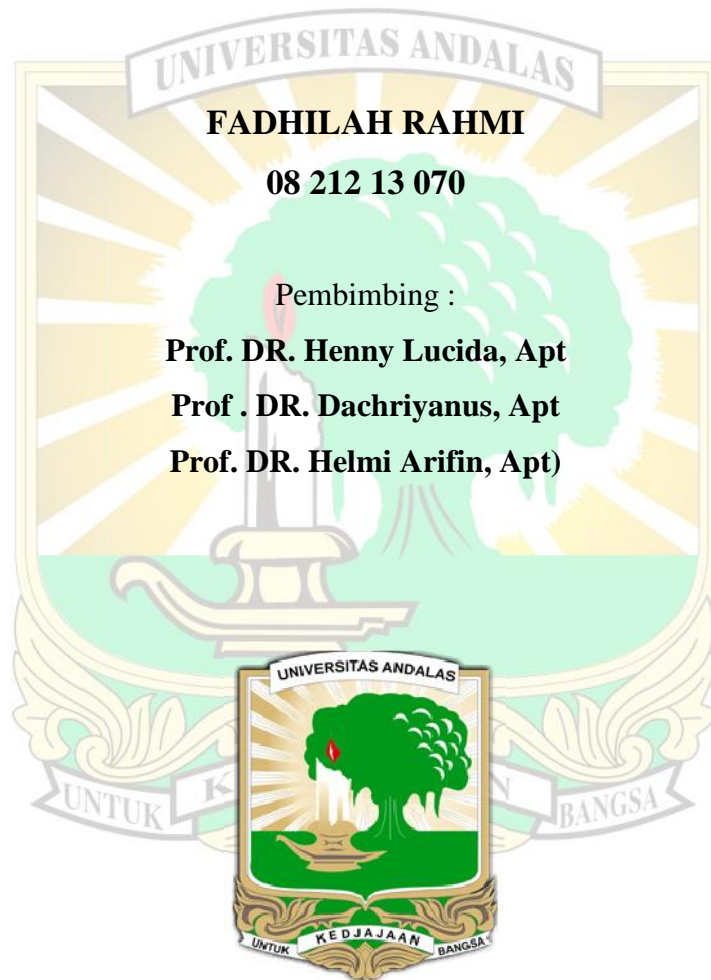 UNIVERSITAS ANDALAS
FADHILAH RAHMI
08 212 13 070
Pembimbing :
Prof. DR. Henny Lucida, Apt
Prof . DR. Dachriyanus, Apt
Prof. DR. Helmi Arifin, Apt)
UNIVERSITAS ANDALAS
UNTUK K N BANGSA
UNTUK KEDJAJAAN BANGSA